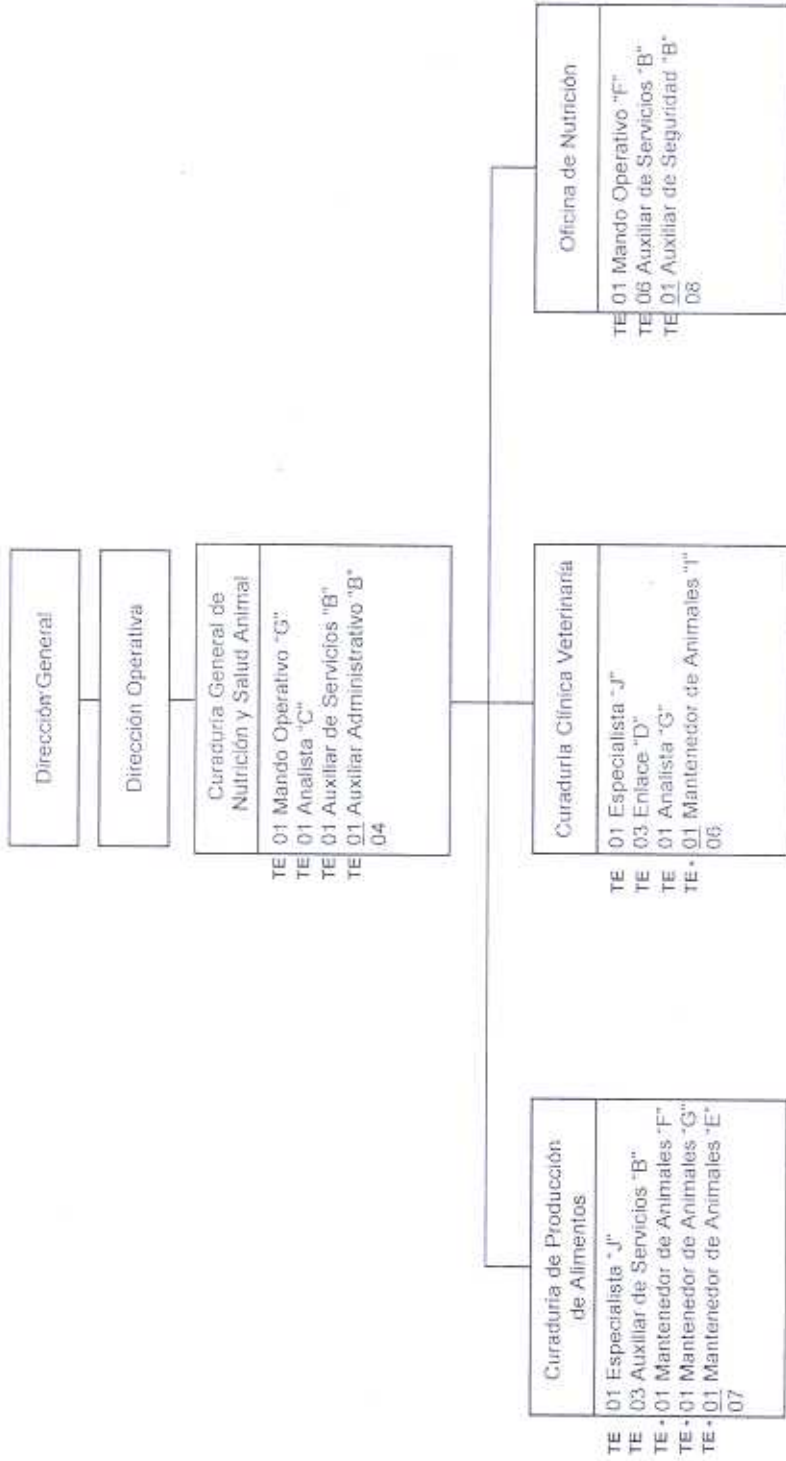 Dirección General
Dirección Operativa
Curaduría General de
Nutrición y Salud Animal
TE 01 Mando Operativo "G"
TE 01 Analista "C"
TE 01 Auxiliar de Servicios "B"
TE 01 Auxiliar Administrativo "B"
04
Curaduría de Producción
de Alimentos
TE 01 Especialista "J"
TE 03 Auxiliar de Servicios "B"
TE • 01 Mantenedor de Animales "F"
TE • 01 Mantenedor de Animales "G"
TE • 01 Mantenedor de Animales "E"
07
Curaduría Clínica Veterinaria
TE 01 Especialista "J"
TE 03 Enlace "D"
TE 01 Analista "G"
TE • 01 Mantenedor de Animales "I"
06
Oficina de Nutrición
TE 01 Mando Operativo "F"
TE 06 Auxiliar de Servicios "B"
TE 01 Auxiliar de Seguridad "B"
08